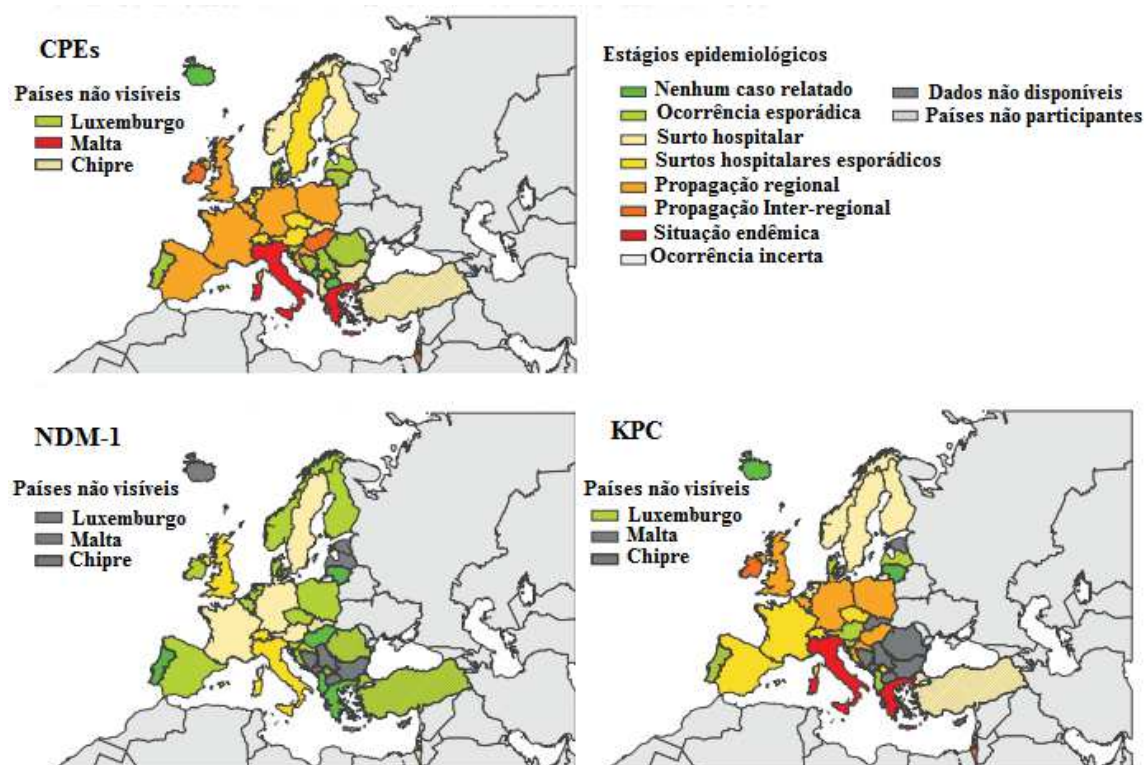 CPEs
Países não visíveis
Luxemburgo
Malta
Chipre
Estágios epidemiológicos
Nenhum caso relatado
Ocorrência esporádica
Surto hospitalar
Surtos hospitalares esporádicos
Propagação regional
Propagação Inter-regional
Situação endêmica
Ocorrência incerta
Dados não disponíveis
Países não participantes
NDM-1
Países não visíveis
Luxemburgo
Malta
Chipre
KPC
Países não visíveis
Luxemburgo
Malta
Chipre